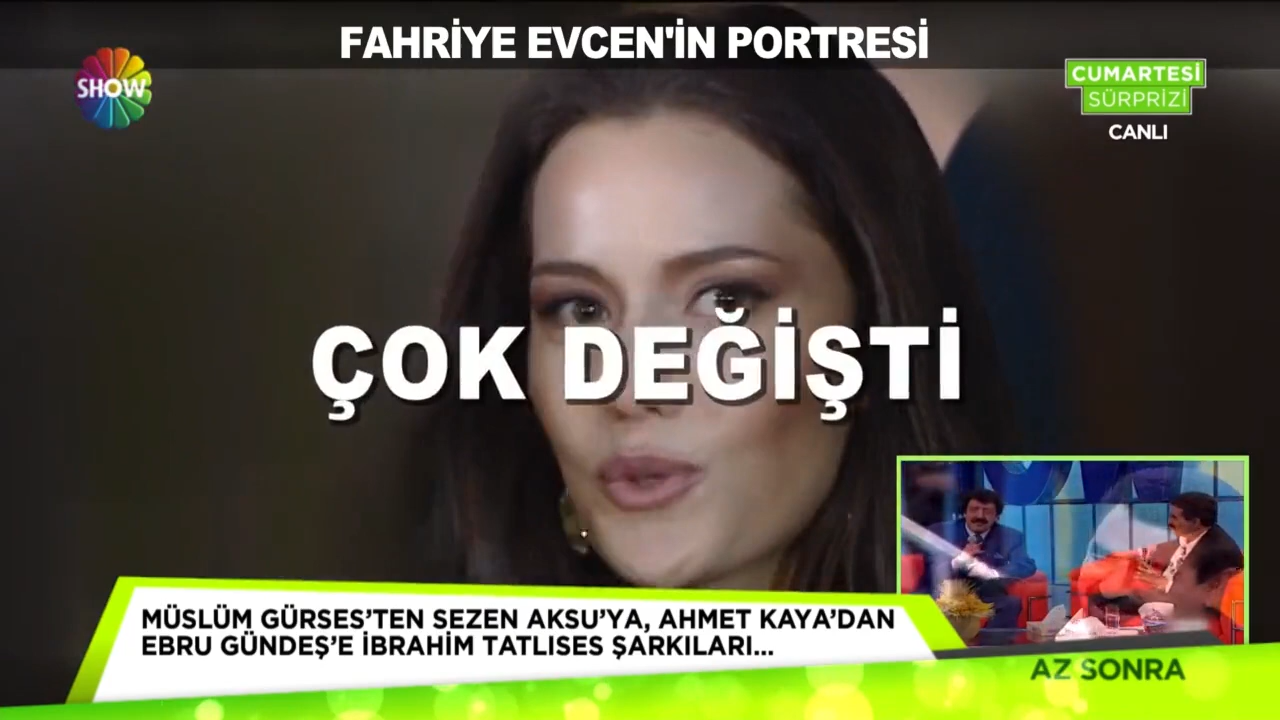 FAHRİYE EVCEN'İN PORTRESİ
SHOW
CUMARTESİ
SÜRPRİZİ
CANLI
ÇOK DEĞİŞTİ
MÜSLÜM GÜRSES’TEN SEZEN AKSU’YA, AHMET KAYA’DAN
EBRU GÜNDEŞ’E İBRAHİM TATLISES ŞARKILARI...
AZ SONRA